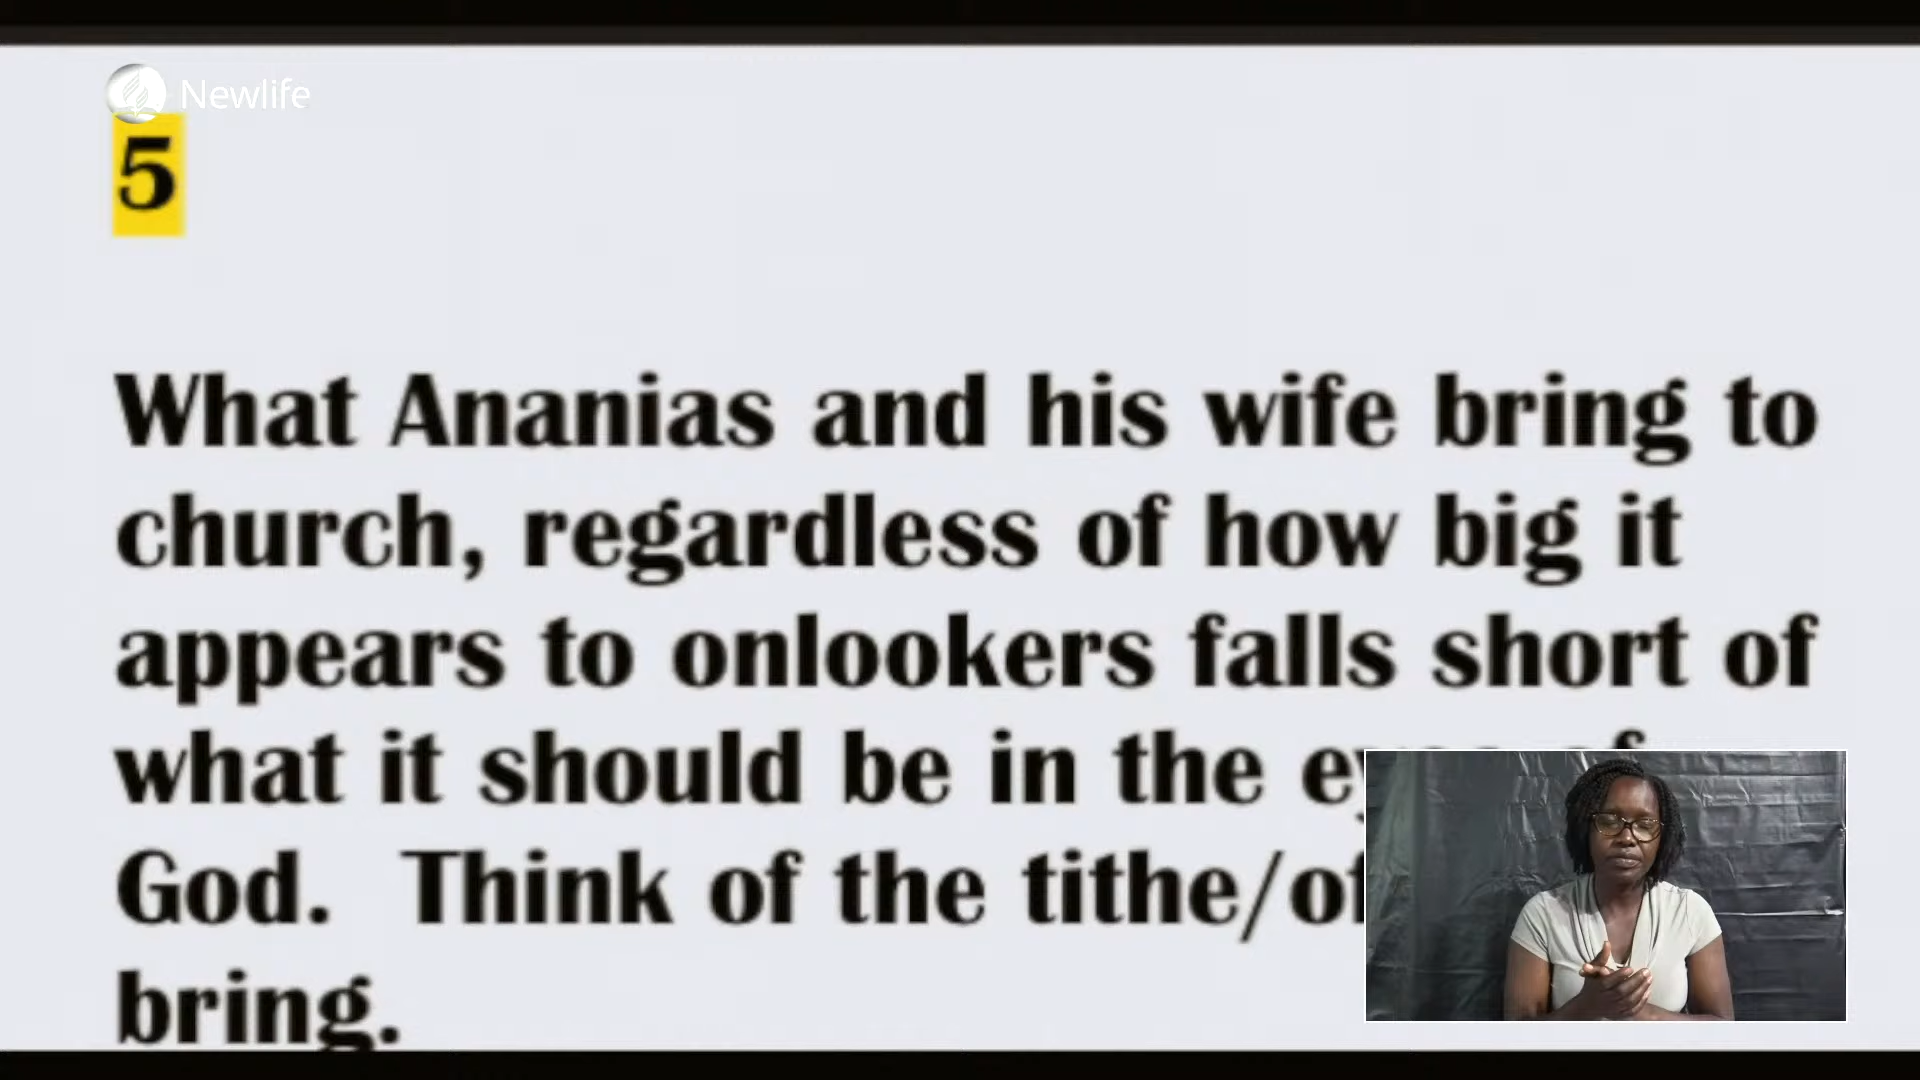 Newlife
5
What Ananias and his wife bring to
church, regardless of how big it
appears to onlookers falls short of
what it should be in the
God. Think of the tithe/
bring.